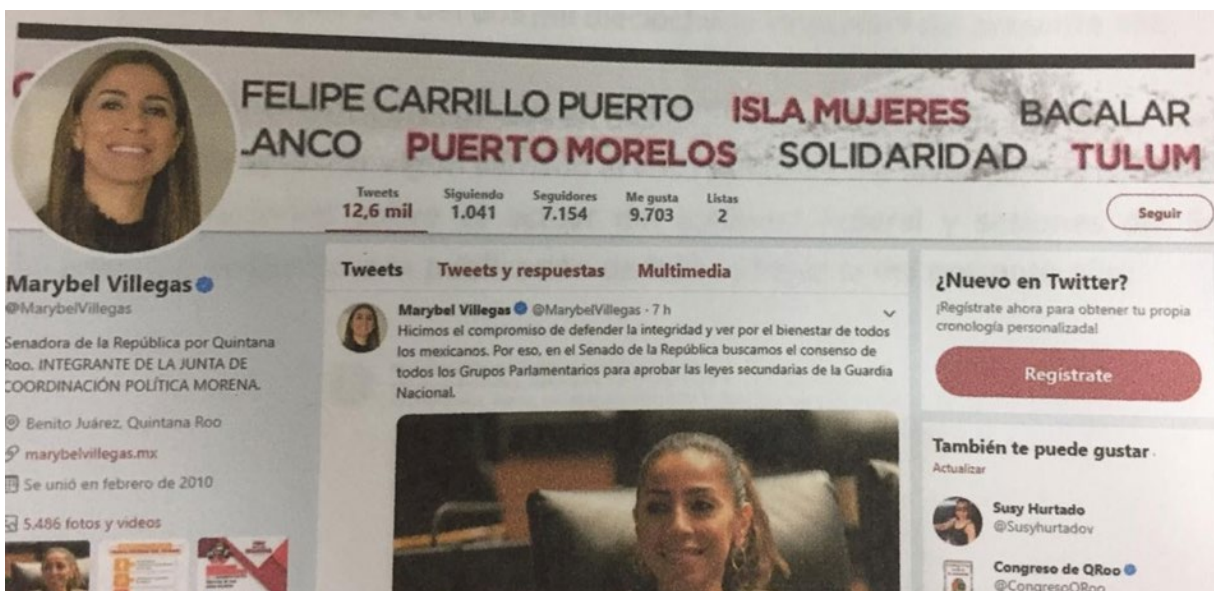 FELIPE CARRILLO PUERTO ISLA MUJERES BACALAR
ANCO PUERTO MORELOS SOLIDARIDAD TULUM
Tweets Siguiendo Seguidores Me gusta Listas
12,6 mil 1.041 7.154 9.703 2
Seguir
Marybel Villegas
@MarybelVillegas
Senadora de la República por Quintana
Roo. INTEGRANTE DE LA JUNTA DE
COORDINACIÓN POLÍTICA MORENA.
Benito Juárez, Quintana Roo
marybelvillegas.mx
Se unió en febrero de 2010
5.486 fotos y videos
Tweets Tweets y respuestas Multimedia
Marybel Villegas @MarybelVillegas · 7 h
Hicimos el compromiso de defender la integridad y ver por el bienestar de todos
los mexicanos. Por eso, en el Senado de la República buscamos el consenso de
todos los Grupos Parlamentarios para aprobar las leyes secundarias de la Guardia
Nacional.
¿Nuevo en Twitter?
¡Regístrate ahora para obtener tu propia
cronología personalizada!
Regístrate
También te puede gustar
Actualizar
Susy Hurtado
@Susyhurtadov
Congreso de QRoo
@CongresoQRoo